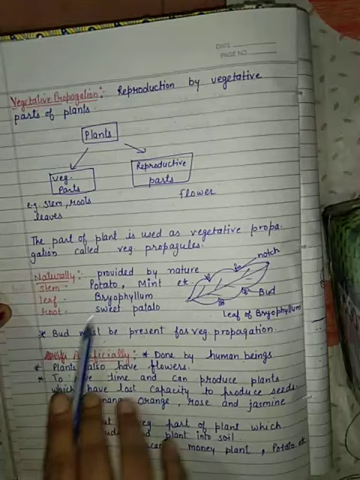 DATE
PAGE NO.
Vegetative Propagation: Reproduction by vegetative
parts of plants
Plants
Veg. Parts
Reproductive parts
e.g. stem, roots
leaves
flower
The part of plant is used as vegetative propa-
gation called veg. propagules.
Naturally: provided by nature
Stem - Potato, Mint etc
leaf - Bryophyllum
Root - Sweet patalo
notch
Bud
Leaf of Bryophyllum
* Bud must be present for veg. propagation
Artificially: * Done by human beings
* Plants also have flowers.
* To time and can produce plants
which have lost capacity to produce seeds.
orange, rose and jasmine
veg. part of plant which
plant into soil
money plant, Potato etc